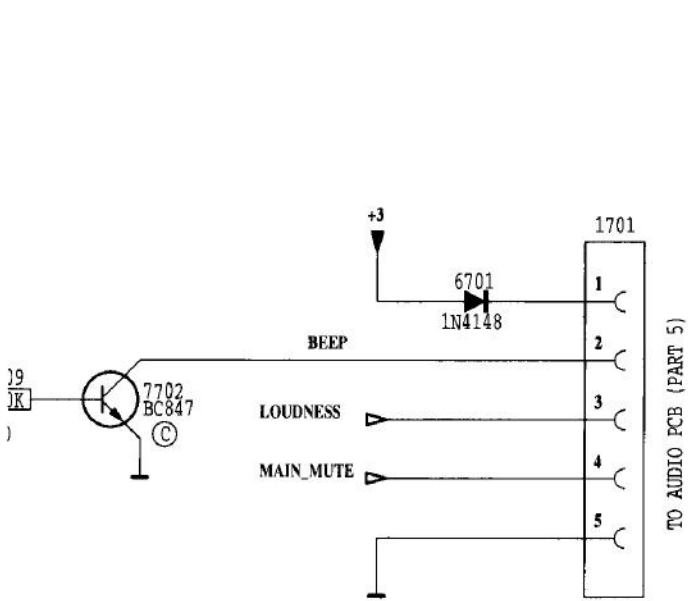 +3
1701
6701
1
1N4148
BEEP
2
7702
BC847
C
LOUDNESS
3
MAIN_MUTE
4
5
TO AUDIO PCB (PART 5)